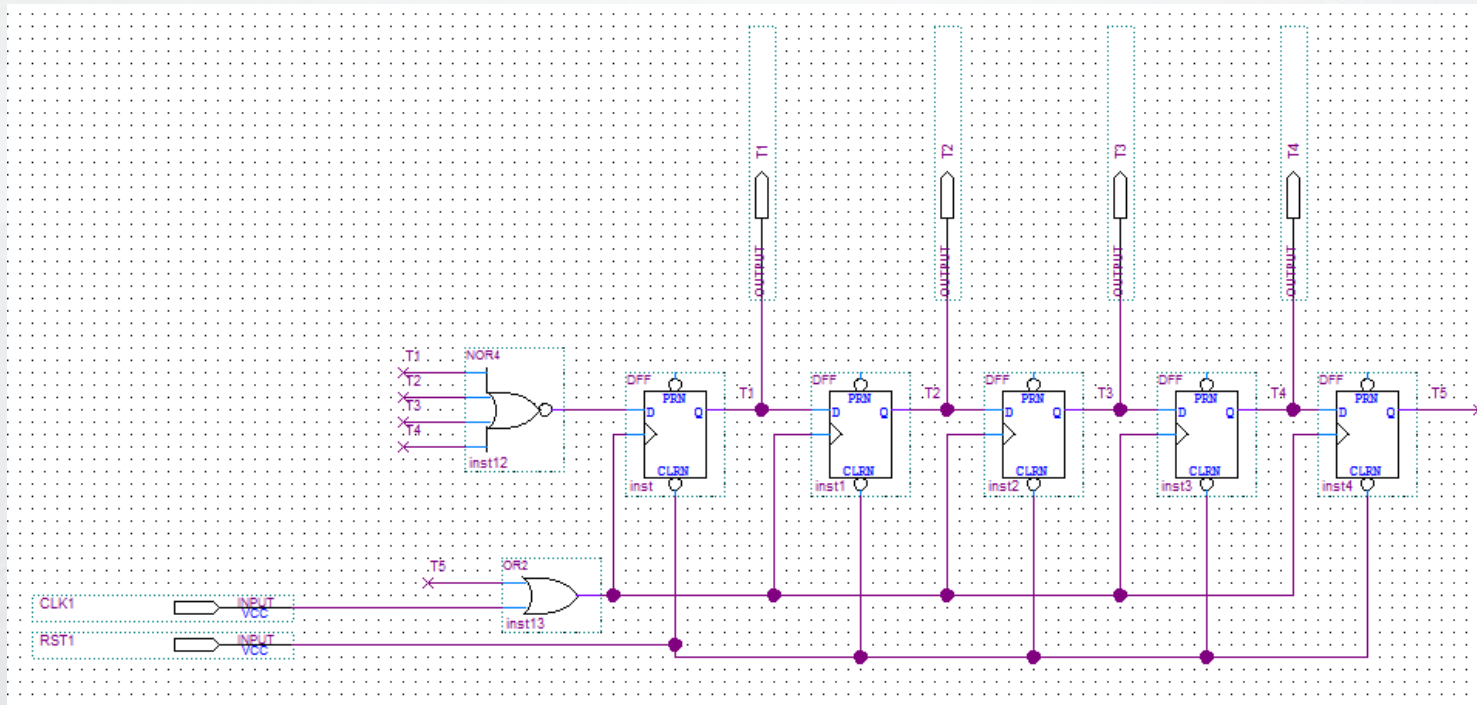 T1
T2
T3
T4
OUTPUT
OUTPUT
OUTPUT
OUTPUT
T1
T2
T3
T4
NOR4
inst12
DFF
PRN
D
Q
CLRN
inst
T1
DFF
PRN
D
Q
CLRN
inst1
T2
DFF
PRN
D
Q
CLRN
inst2
T3
DFF
PRN
D
Q
CLRN
inst3
T4
DFF
PRN
D
Q
CLRN
inst4
T5
T5
OR2
inst13
CLK1
INPUT
VCC
RST1
INPUT
VCC